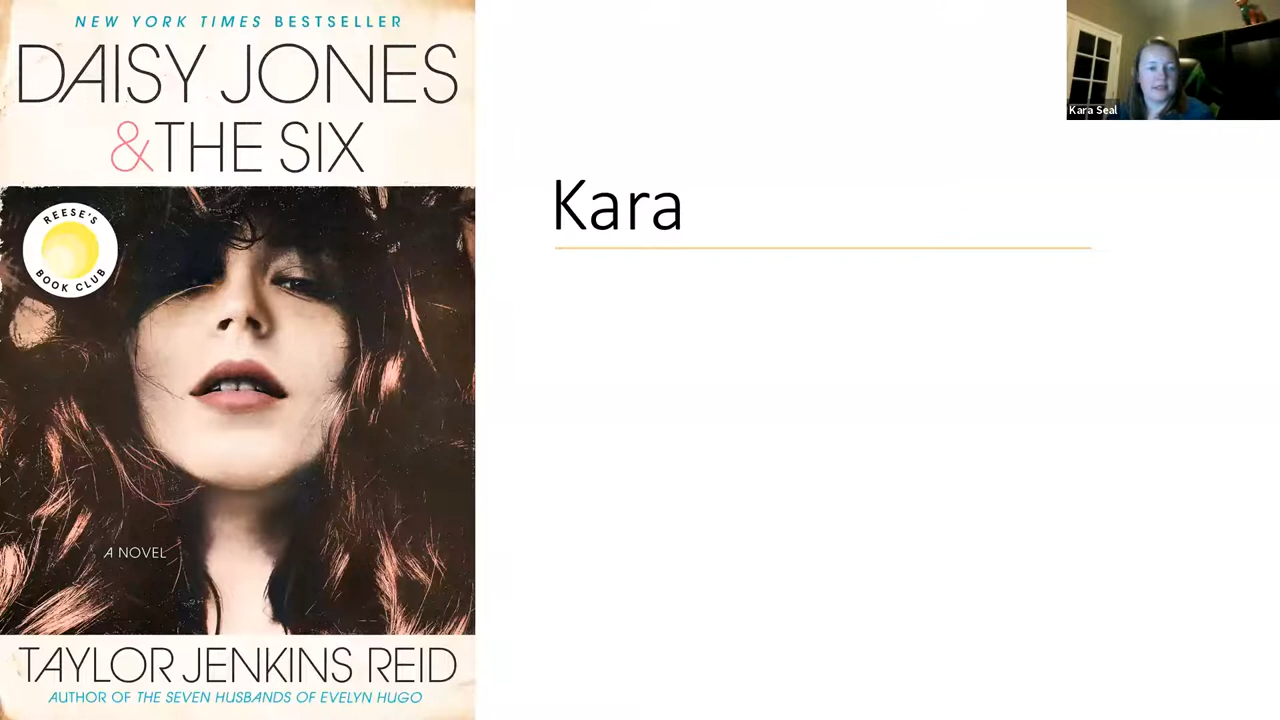 NEW YORK TIMES BESTSELLER
DAISY JONES
& THE SIX
REESE'S
BOOK CLUB
A NOVEL
TAYLOR JENKINS REID
AUTHOR OF THE SEVEN HUSBANDS OF EVELYN HUGO
Kara
Kara Seal